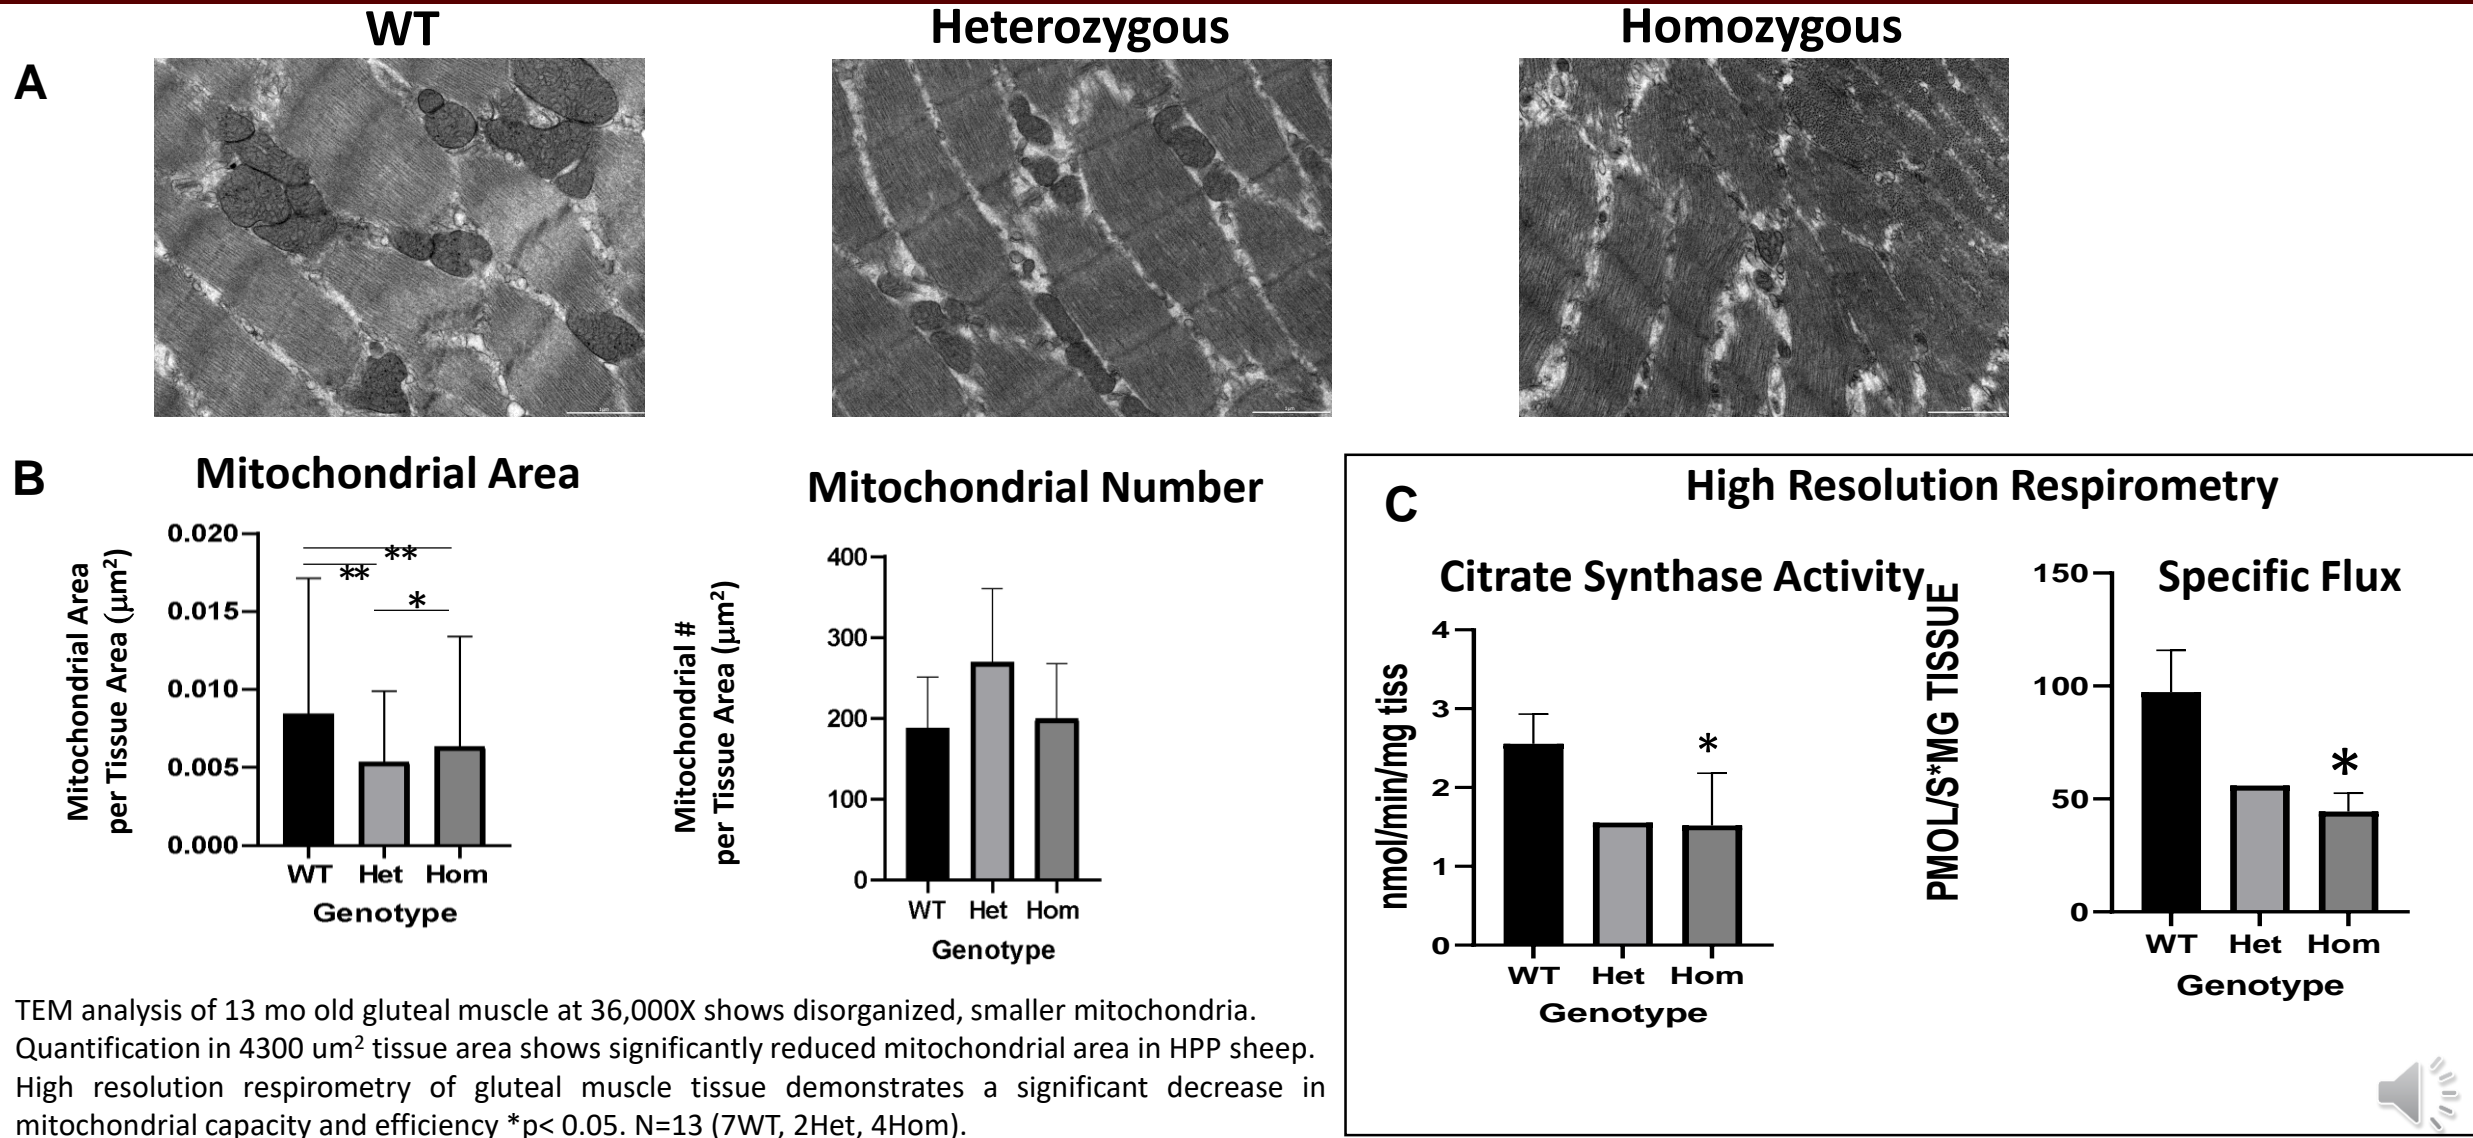 WT
Heterozygous
Homozygous
A
B
Mitochondrial Area
Mitochondrial Area
per Tissue Area (μm²)
0.020
0.015
0.010
0.005
0.000
**
**
*
WT Het Hom
Genotype
Mitochondrial Number
Mitochondrial #
per Tissue Area (μm²)
400
300
200
100
0
WT Het Hom
Genotype
C
High Resolution Respirometry
Citrate Synthase Activity
nmol/min/mg tiss
4
3
2
1
0
*
WT Het Hom
Genotype
Specific Flux
PMOL/S*MG TISSUE
150
100
50
0
*
WT Het Hom
Genotype
TEM analysis of 13 mo old gluteal muscle at 36,000X shows disorganized, smaller mitochondria.
Quantification in 4300 um² tissue area shows significantly reduced mitochondrial area in HPP sheep.
High resolution respirometry of gluteal muscle tissue demonstrates a significant decrease in
mitochondrial capacity and efficiency *p< 0.05. N=13 (7WT, 2Het, 4Hom).